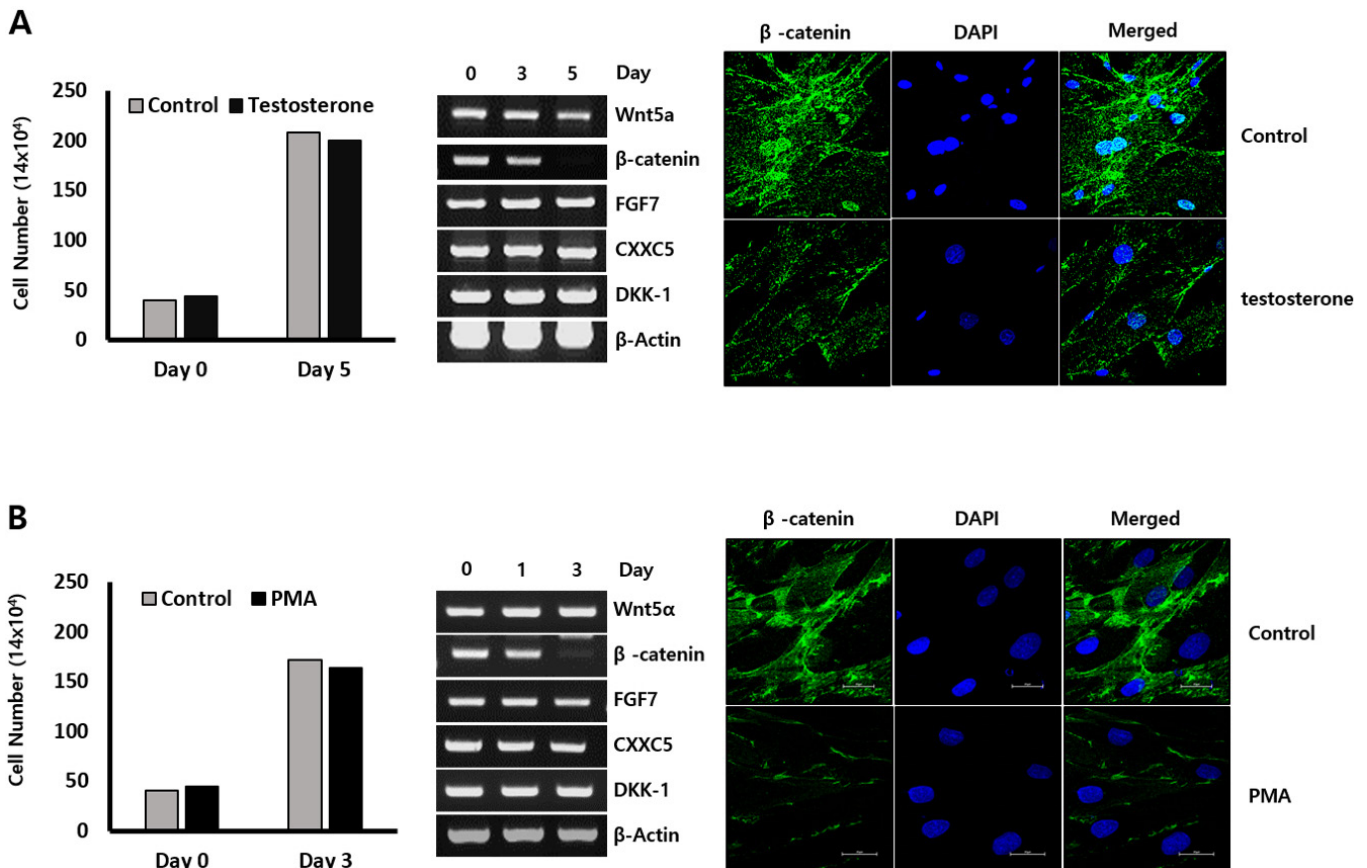 A
250
200
150
100
50
0
Cell Number (14x10⁴)
Control Testosterone
Day 0 Day 5
0 3 5 Day
Wnt5a
β-catenin
FGF7
CXXC5
DKK-1
β-Actin
β -catenin DAPI Merged
Control
testosterone
B
250
200
150
100
50
0
Cell Number (14x10⁴)
Control PMA
Day 0 Day 3
0 1 3 Day
Wnt5α
β -catenin
FGF7
CXXC5
DKK-1
β-Actin
β -catenin DAPI Merged
Control
PMA